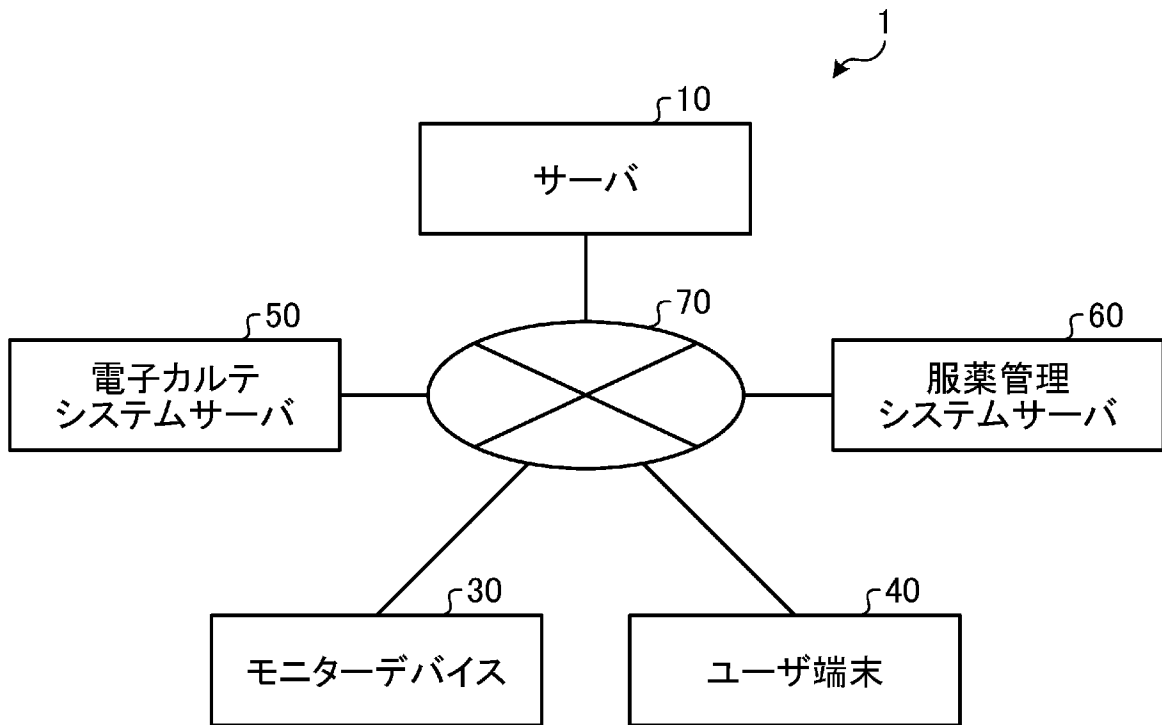 1
10
サーバ
50
電子カルテ
システムサーバ
70
60
服薬管理
システムサーバ
30
モニターデバイス
40
ユーザ端末